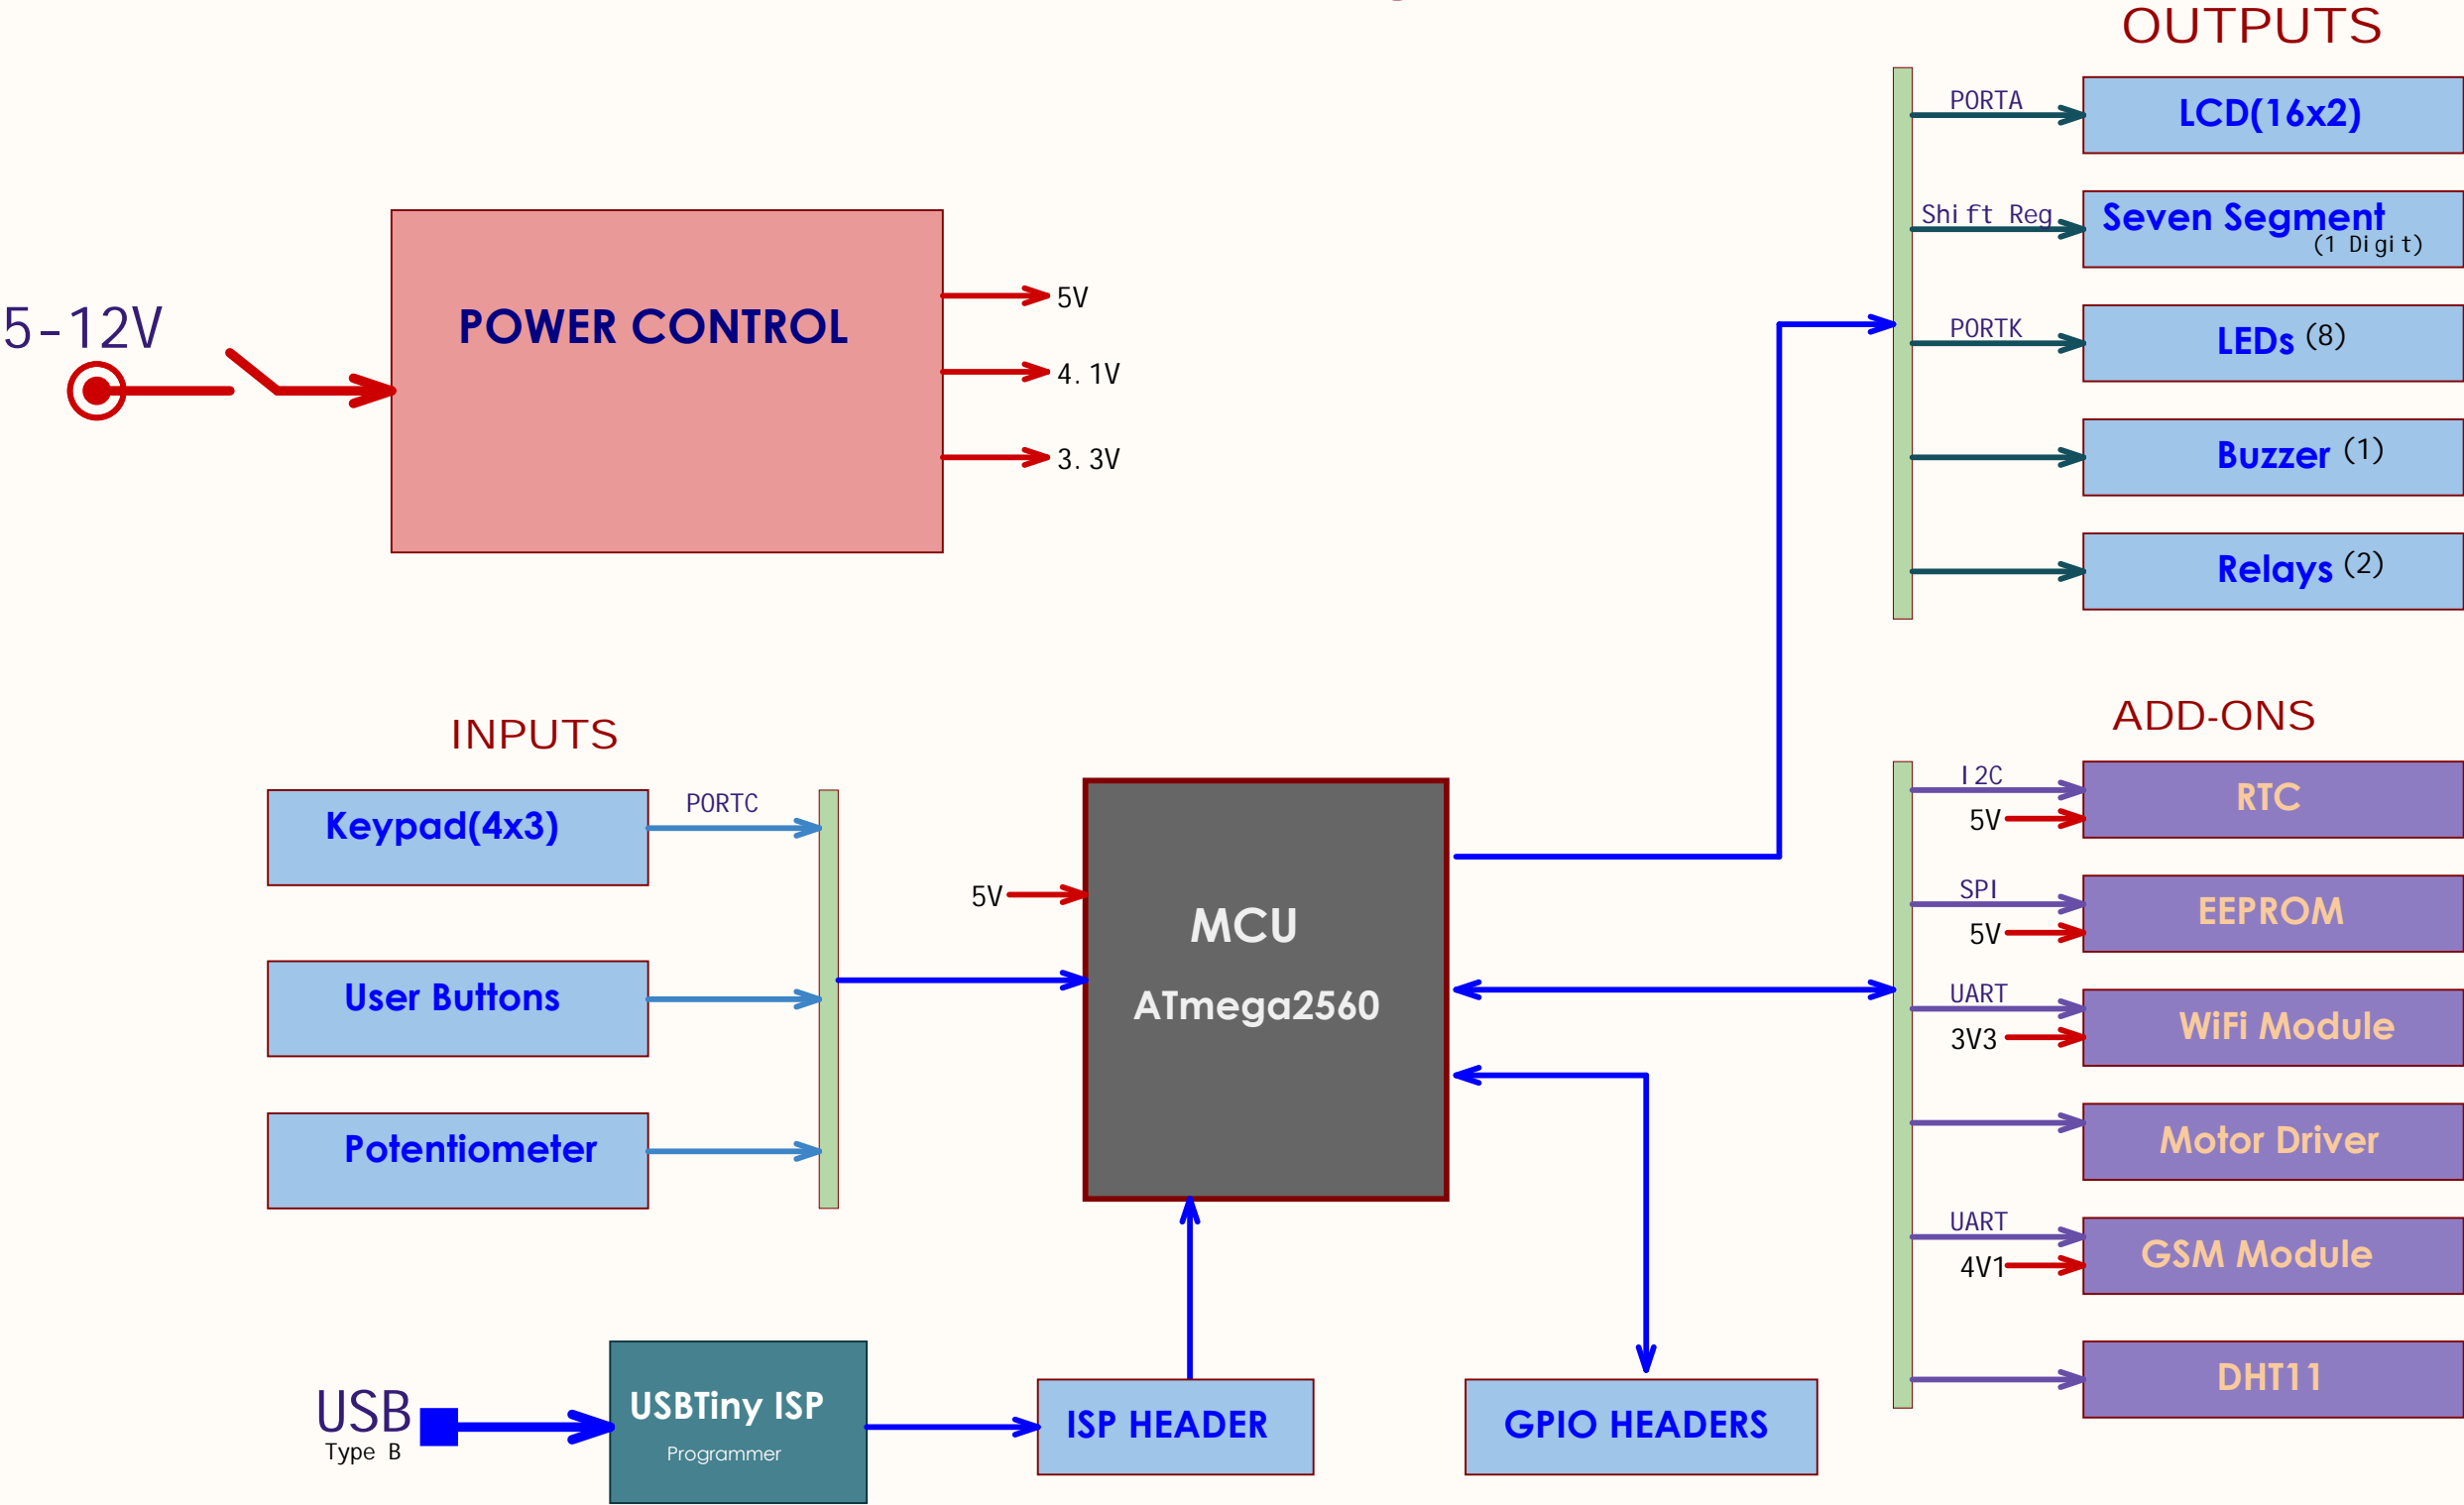 OUTPUTS
PORTA
LCD(16x2)
Shift Reg
Seven Segment
(1 Digit)
PORTK
LEDs (8)
Buzzer (1)
Relays (2)
5-12V
POWER CONTROL
5V
4.1V
3.3V
INPUTS
Keypad(4x3)
PORTC
User Buttons
Potentiometer
5V
MCU
ATmega2560
ADD-ONS
I2C
RTC
5V
SPI
EEPROM
5V
UART
WiFi Module
3V3
Motor Driver
UART
GSM Module
4V1
DHT11
USB
Type B
USBTiny ISP
Programmer
ISP HEADER
GPIO HEADERS